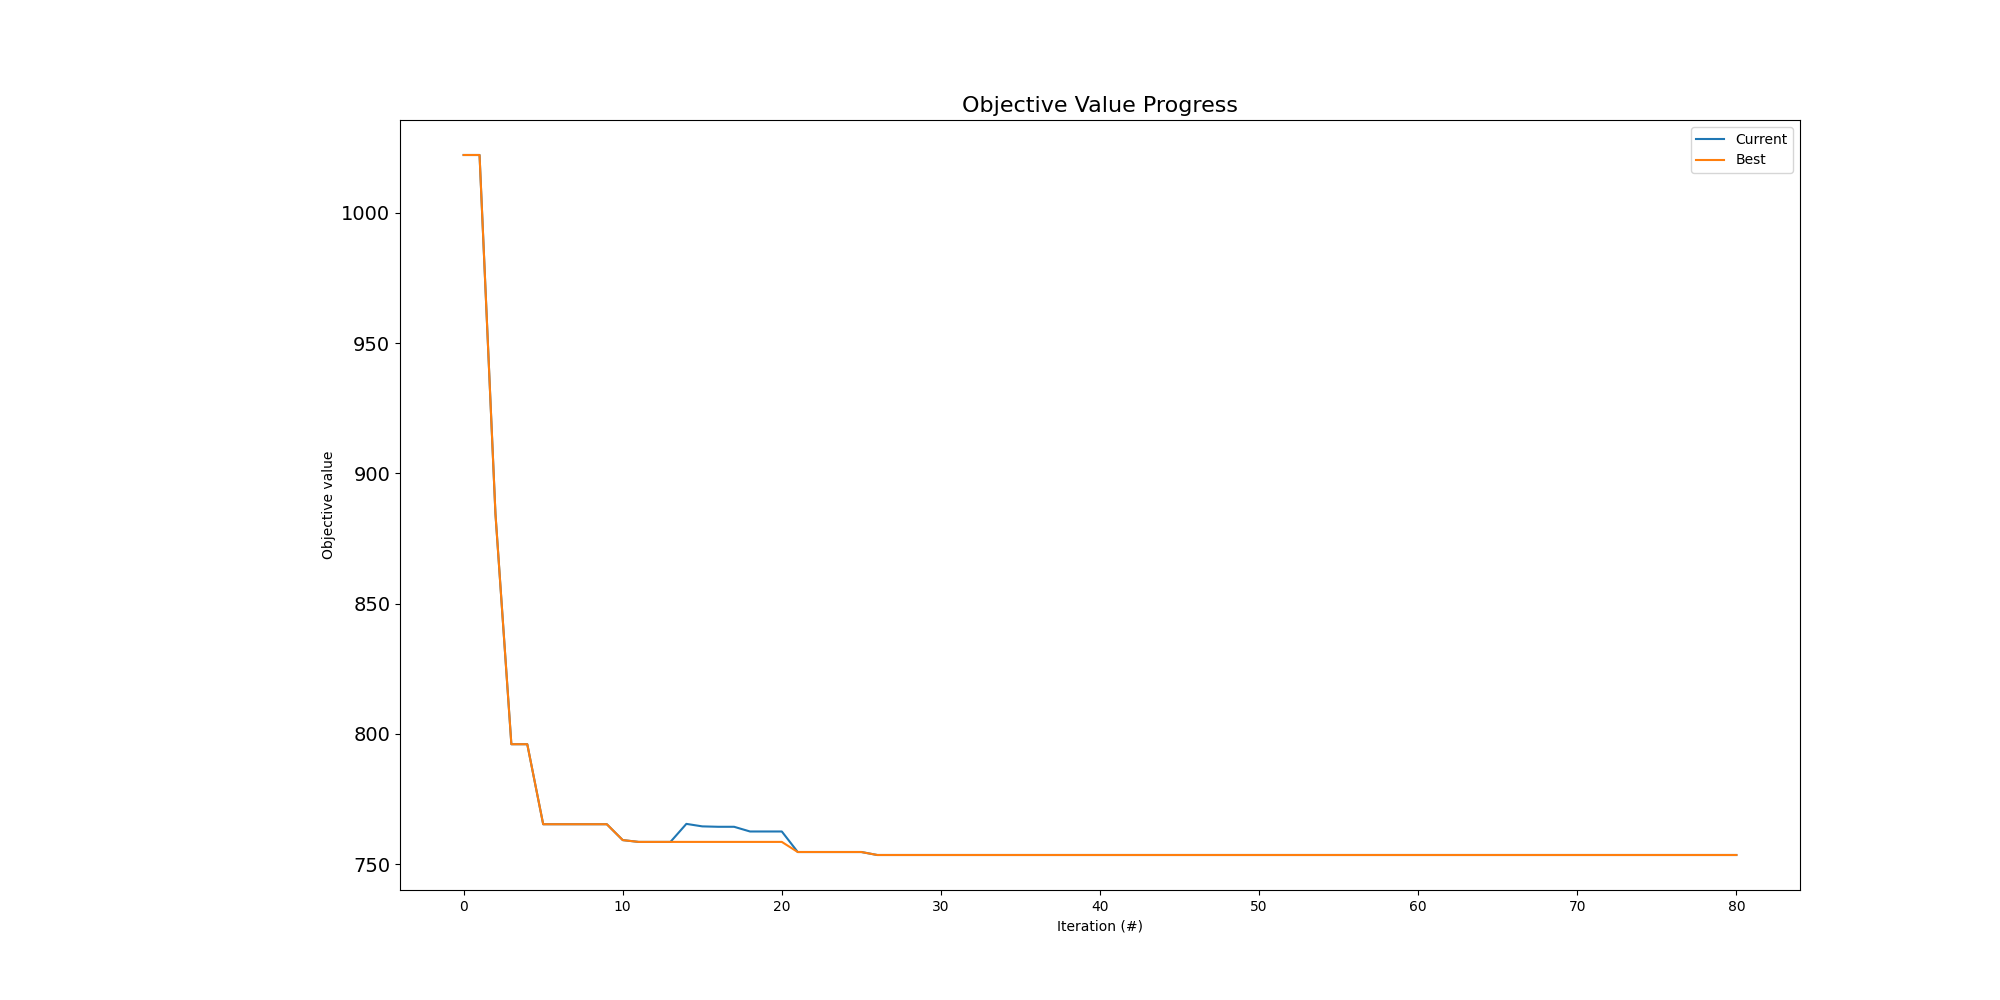 Objective Value Progress
Current
Best
1000
950
900
850
800
750
Objective value
0 10 20 30 40 50 60 70 80
Iteration (#)